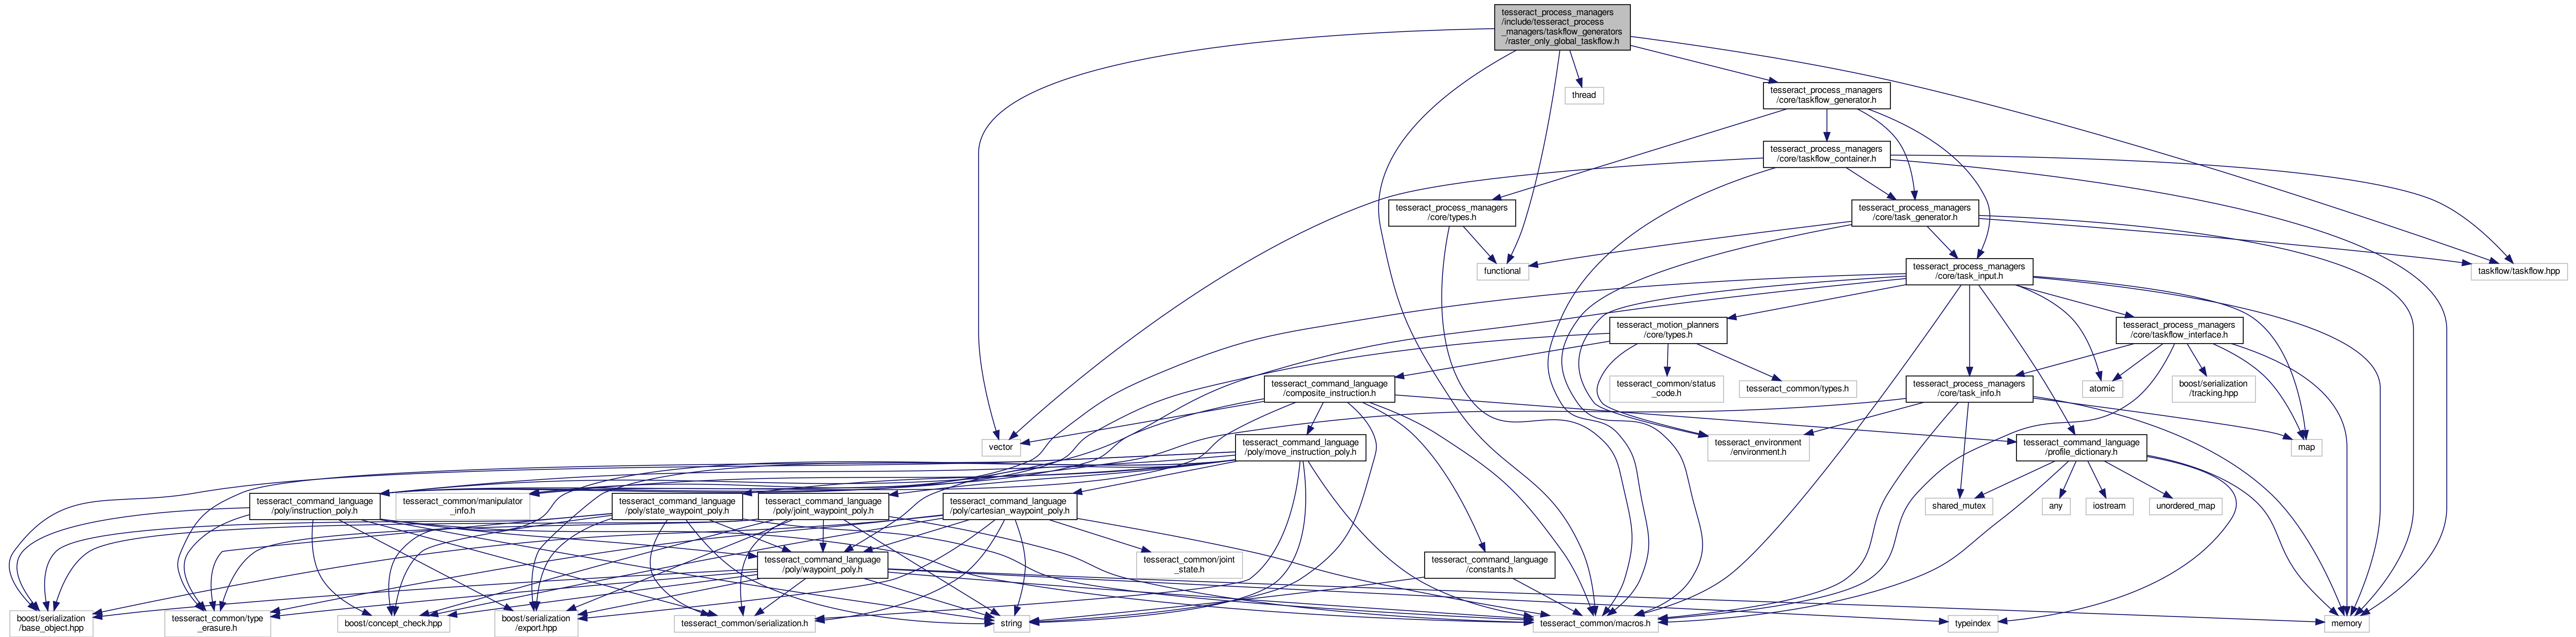 tesseract_process_managers
/include/tesseract_process
_managers/taskflow_generators
/raster_only_global_taskflow.h
thread
tesseract_process_managers
/core/taskflow_generator.h
tesseract_process_managers
/core/taskflow_container.h
tesseract_process_managers
/core/types.h
tesseract_process_managers
/core/task_generator.h
functional
tesseract_process_managers
/core/task_input.h
taskflow/taskflow.hpp
tesseract_motion_planners
/core/types.h
tesseract_process_managers
/core/taskflow_interface.h
tesseract_command_language
/composite_instruction.h
tesseract_common/status
_code.h
tesseract_common/types.h
tesseract_process_managers
/core/task_info.h
atomic
boost/serialization
/tracking.hpp
vector
tesseract_command_language
/poly/move_instruction_poly.h
tesseract_environment
/environment.h
tesseract_command_language
/profile_dictionary.h
map
tesseract_command_language
/poly/instruction_poly.h
tesseract_common/manipulator
_info.h
tesseract_command_language
/poly/state_waypoint_poly.h
tesseract_command_language
/poly/joint_waypoint_poly.h
tesseract_command_language
/poly/cartesian_waypoint_poly.h
shared_mutex
any
iostream
unordered_map
tesseract_command_language
/poly/waypoint_poly.h
tesseract_common/joint
_state.h
tesseract_command_language
/constants.h
boost/serialization
/base_object.hpp
tesseract_common/type
_erasure.h
boost/concept_check.hpp
boost/serialization
/export.hpp
tesseract_common/serialization.h
string
tesseract_common/macros.h
typeindex
memory